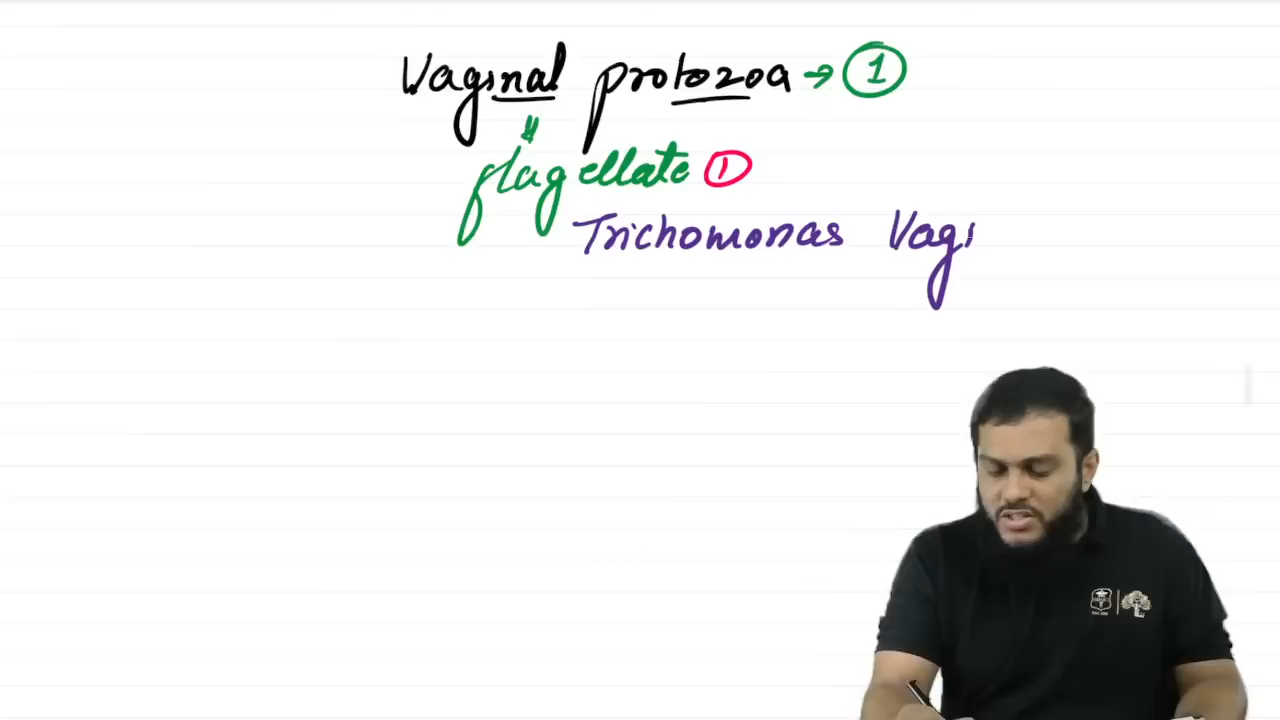 Vaginal protozoa → 1
flagellate 1
Trichomonas Vagi